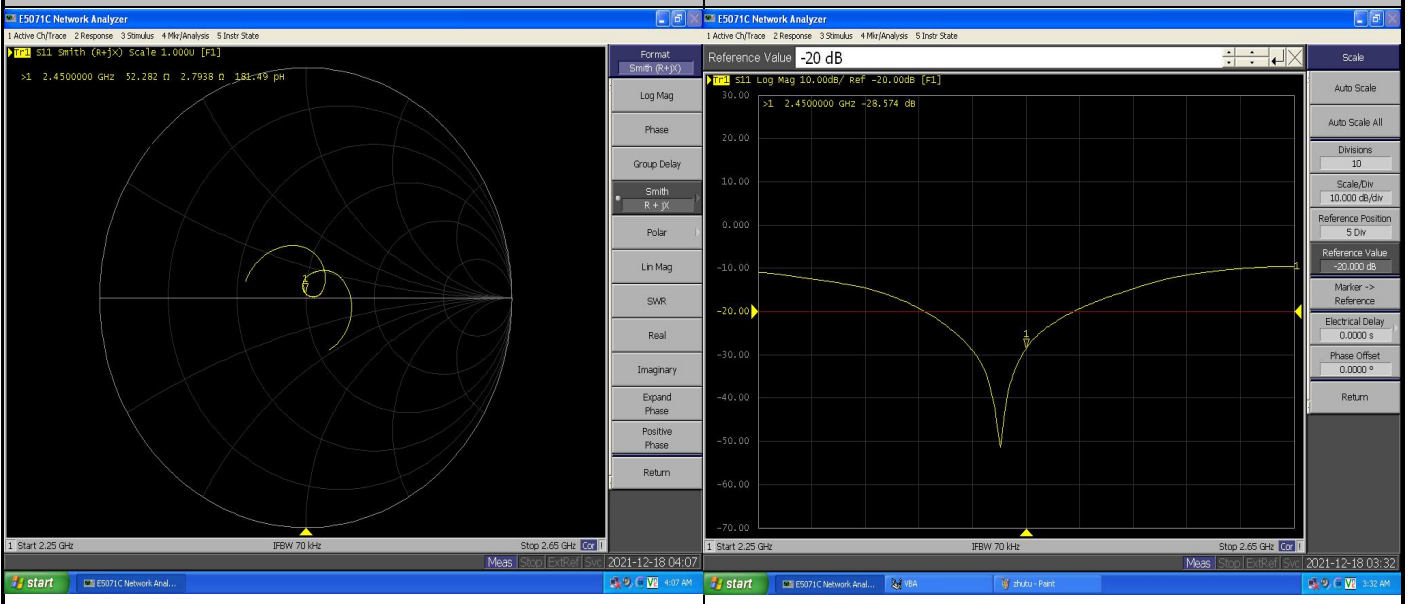 E5071C Network Analyzer
1 Active Ch/Trace 2 Response 3 Stimulus 4 Mkr/Analysis 5 Instr State
Tr1 S11 Smith (R+jX) Scale 1.000U [F1]
>1 2.4500000 GHz 52.282 Ω 2.7938 Ω 181.49 pH
1
Format
Smith (R+jX)
Log Mag
Phase
Group Delay
Smith
R + jX
Polar
Lin Mag
SWR
Real
Imaginary
Expand
Phase
Positive
Phase
Return
1 Start 2.25 GHz IFBW 70 kHz Stop 2.65 GHz Cor !
Meas Stop ExtRef Svc 2021-12-18 04:07
start E5071C Network Anal... 4:07 AM
E5071C Network Analyzer
1 Active Ch/Trace 2 Response 3 Stimulus 4 Mkr/Analysis 5 Instr State
Reference Value -20 dB
Tr1 S11 Log Mag 10.00dB/ Ref -20.00dB [F1]
30.00
>1 2.4500000 GHz -28.574 dB
20.00
10.00
0.000
-10.00
1
-20.00
1
-30.00
-40.00
-50.00
-60.00
-70.00
Scale
Auto Scale
Auto Scale All
Divisions
10
Scale/Div
10.000 dB/div
Reference Position
5 Div
Reference Value
-20.000 dB
Marker ->
Reference
Electrical Delay
0.0000 s
Phase Offset
0.0000 °
Return
1 Start 2.25 GHz IFBW 70 kHz Stop 2.65 GHz Cor !
Meas Stop ExtRef Svc 2021-12-18 03:32
start E5071C Network Anal... VBA zhutu - Paint 3:32 AM